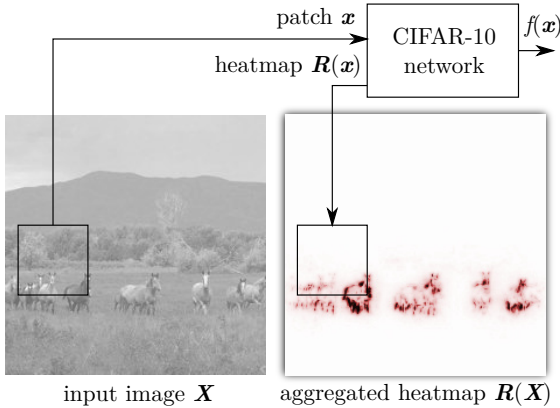 patch x
heatmap R(x)
CIFAR-10
network
f(x)
input image X
aggregated heatmap R(X)